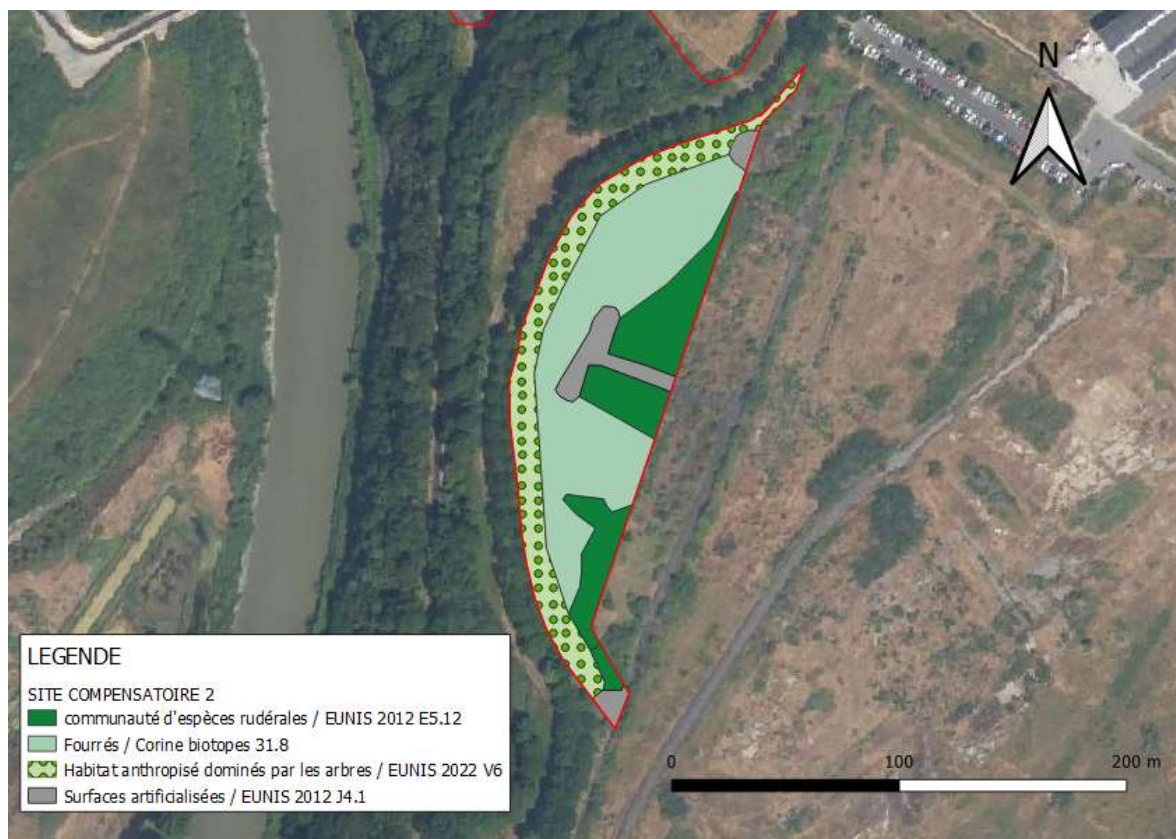 N
LEGENDE
SITE COMPENSATOIRE 2
communauté d'espèces rudérales / EUNIS 2012 E5.12
Fourrés / Corine biotopes 31.8
Habitat anthropisé dominés par les arbres / EUNIS 2022 V6
Surfaces artificialisées / EUNIS 2012 J4.1
0 100 200 m